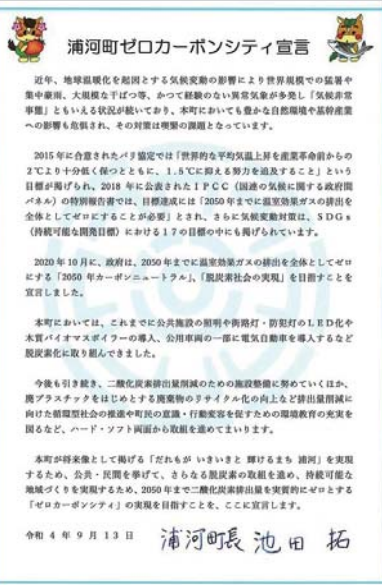 浦河町ゼロカーボンシティ宣言
近年、地球温暖化を起因とする気候変動の影響により世界規模での猛暑や
集中豪雨、大規模な干ばつ等、かつて経験のない異常気象が多発し「気候非常
事態」ともいえる状況が続いており、本町においても豊かな自然環境や基幹産業
への影響も危惧され、その対策は喫緊の課題となっています。
2015年に合意されたパリ協定では「世界的な平均気温上昇を産業革命前からの
2℃より十分低く保つとともに、1.5℃に抑える努力を追及すること」という
目標が掲げられ、2018 年に公表されたＩＰＣＣ（国連の気候に関する政府間
パネル）の特別報告書では、目標達成には「2050年までに温室効果ガスの排出を
全体としてゼロにすることが必要」とされ、さらに気候変動対策は、ＳＤＧｓ
（持続可能な開発目標）における１７の目標の中にも掲げられています。
2020年10月に、政府は、2050年までに温室効果ガスの排出を全体としてゼロ
にする「2050 年カーボンニュートラル」、「脱炭素社会の実現」を目指すことを
宣言しました。
本町においては、これまでに公共施設の照明や街路灯・防犯灯のＬＥＤ化や
木質バイオマスボイラーの導入、公用車両の一部に電気自動車を導入するなど
脱炭素化に取り組んできました。
今後も引き続き、二酸化炭素排出量削減のための施設整備に努めていくほか、
廃プラスチックをはじめとする廃棄物のリサイクル化の向上など排出量削減に
向けた循環型社会の推進や町民の意識・行動変容を促すための環境教育の充実を
図るなど、ハード・ソフト両面から取組を進めてまいります。
本町が将来像として掲げる「だれもが いきいきと 輝けるまち 浦河」を実現
するため、公共・民間を挙げて、さらなる脱炭素の取組を進め、持続可能な
地域づくりを実現するため、2050年までに二酸化炭素排出量を実質的にゼロとする
「ゼロカーボンシティ」の実現を目指すことを、ここに宣言します。
令和４年９月１３日 浦河町長 池田 拓